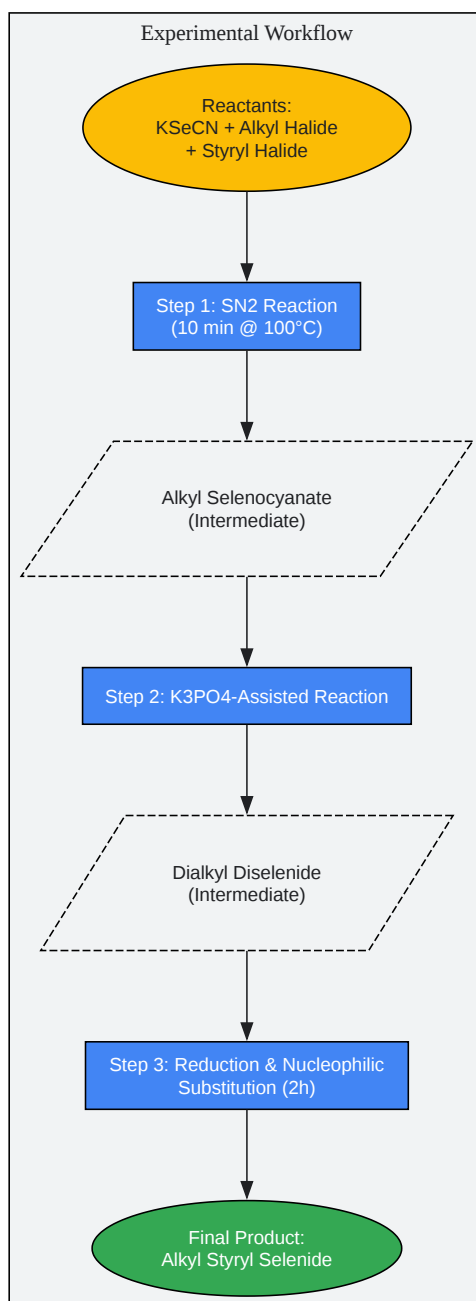 Experimental Workflow
Reactants:
KSeCN + Alkyl Halide
+ Styryl Halide
Step 1: SN2 Reaction
(10 min @ 100°C)
Alkyl Selenocyanate
(Intermediate)
Step 2: K3PO4-Assisted Reaction
Dialkyl Diselenide
(Intermediate)
Step 3: Reduction & Nucleophilic
Substitution (2h)
Final Product:
Alkyl Styryl Selenide